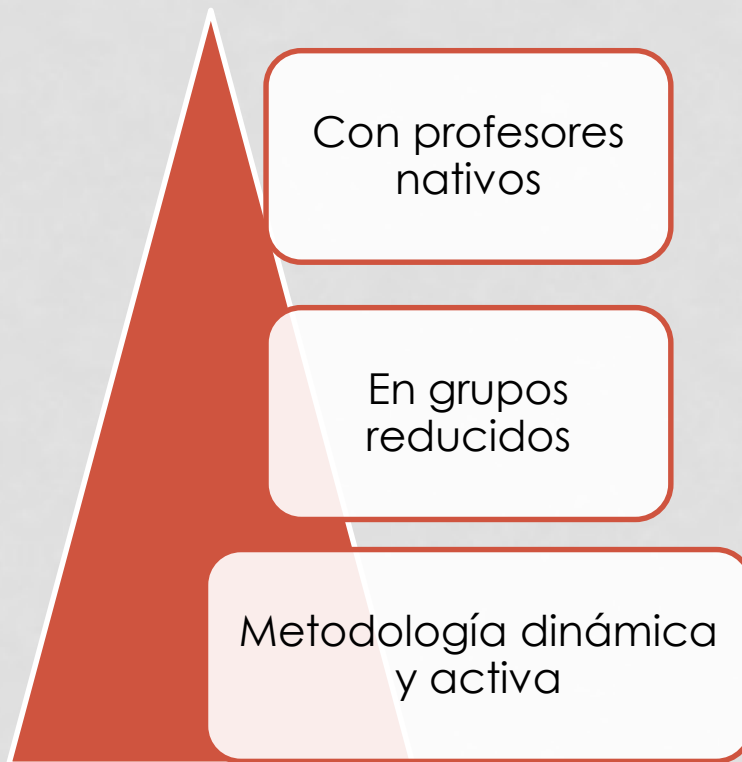 Con profesores
nativos
En grupos
reducidos
Metodología dinámica
y activa